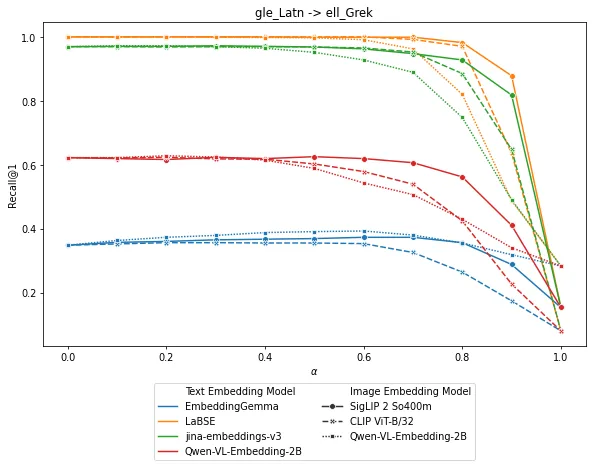 gle_Latn -> ell_Grek
Recall@1
1.0
0.8
0.6
0.4
0.2
0.0
0.2
0.4
0.6
0.8
1.0
α
Text Embedding Model
EmbeddingGemma
LaBSE
jina-embeddings-v3
Qwen-VL-Embedding-2B
Image Embedding Model
SigLIP 2 So400m
CLIP ViT-B/32
Qwen-VL-Embedding-2B